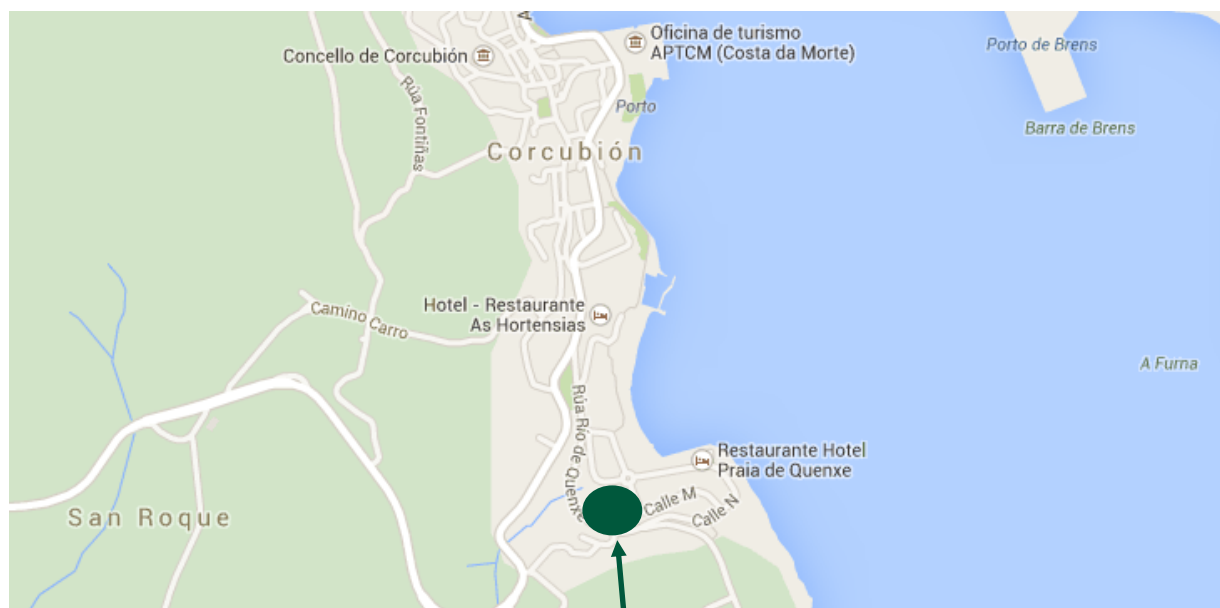 Oficina de turismo
APTCM (Costa da Morte)
Concello de Corcubión
Porto de Brens
Rúa Fontiñas
Porto
Barra de Brens
Corcubión
Hotel - Restaurante
As Hortensias
Camino Carro
A Furna
Rúa Río de Quenxe
Restaurante Hotel
Praia de Quenxe
Calle M
Calle N
San Roque